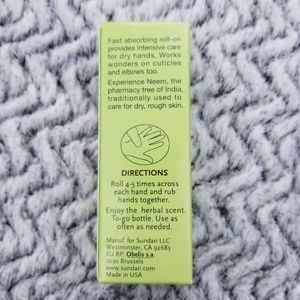 Fast absorbing roll-on
provides intensive care
for dry hands. Works
wonders on cuticles
and elbows too.
Experience Neem, the
pharmacy tree of India,
traditionally used to
care for dry, rough skin.
DIRECTIONS
Roll 4-5 times across
each hand and rub
hands together.
Enjoy the herbal scent.
To-go bottle. Use as
often as needed.
Manuf. for Sundari LLC
Westminster, CA 92683
EU RP: Obelis s.a
1030 Brussels
www.sundari.com
Made in USA